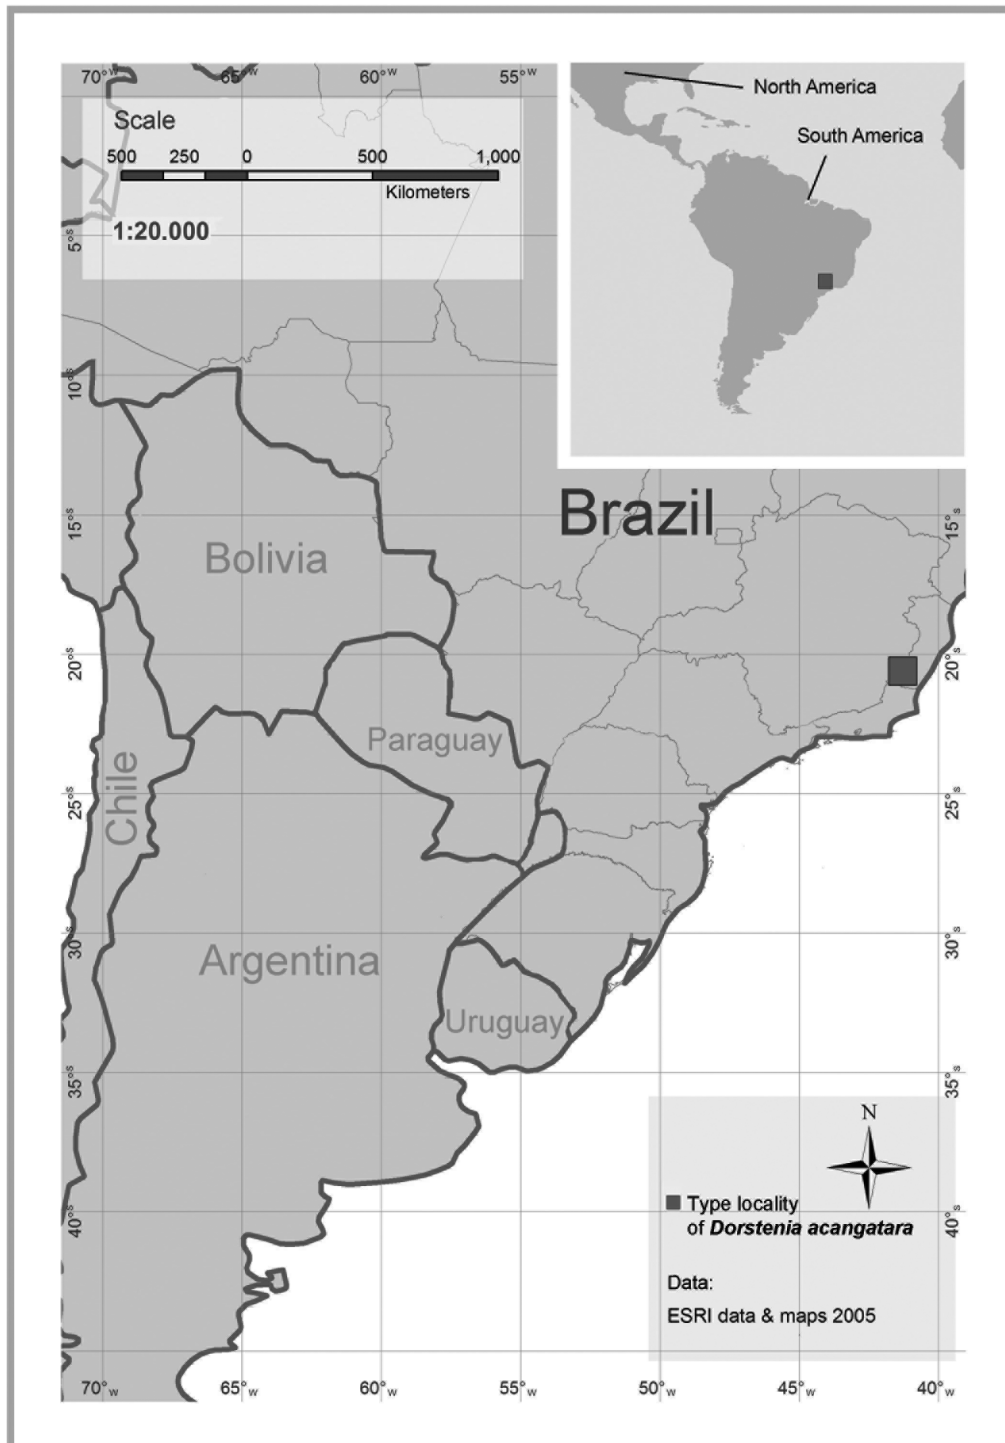 70°W 65°W 60°W 55°W
Scale
500 250 0 500 1,000
Kilometers
1:20.000
North America
South America
5°S
10°S
15°S 15°S
20°S 20°S
25°S 25°S
30°S 30°S
35°S 35°S
40°S 40°S
Brazil
Bolivia
Paraguay
Chile
Argentina
Uruguay
N
Type locality
of Dorstenia acangatara
Data:
ESRI data & maps 2005
70°W 65°W 60°W 55°W 50°W 45°W 40°W